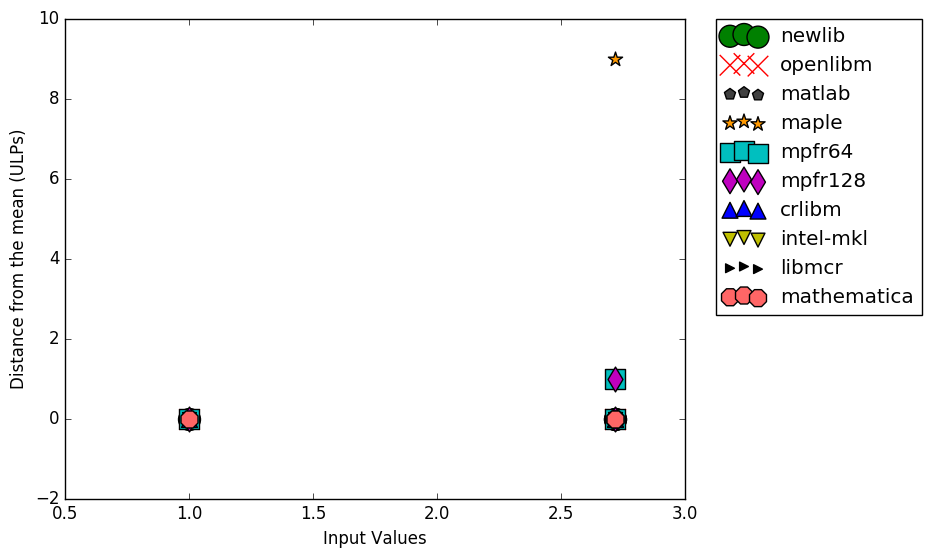 10
8
6
4
2
0
−2
Distance from the mean (ULPs)
0.5 1.0 1.5 2.0 2.5 3.0
Input Values
newlib
openlibm
matlab
maple
mpfr64
mpfr128
crlibm
intel-mkl
libmcr
mathematica